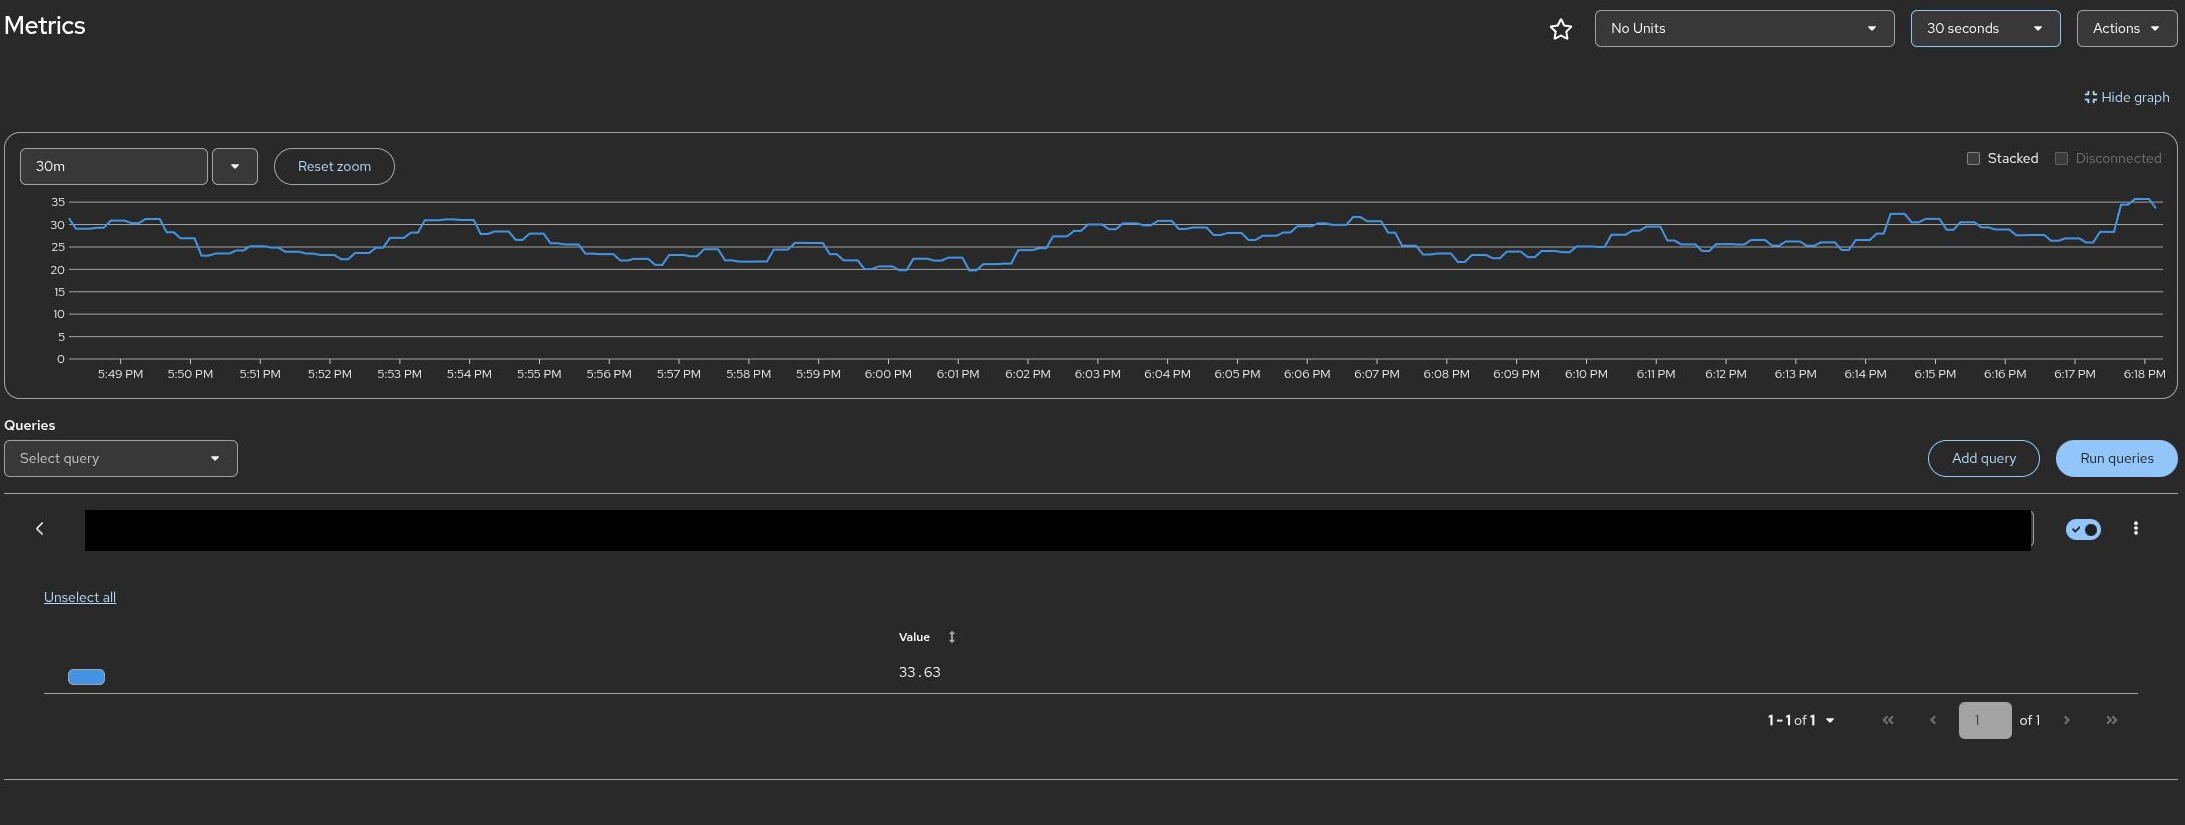 Metrics
No Units
30 seconds
Actions
Hide graph
30m
Reset zoom
Stacked
Disconnected
35
30
25
20
15
10
5
0
5:49 PM 5:50 PM 5:51 PM 5:52 PM 5:53 PM 5:54 PM 5:55 PM 5:56 PM 5:57 PM 5:58 PM 5:59 PM 6:00 PM 6:01 PM 6:02 PM 6:03 PM 6:04 PM 6:05 PM 6:06 PM 6:07 PM 6:08 PM 6:09 PM 6:10 PM 6:11 PM 6:12 PM 6:13 PM 6:14 PM 6:15 PM 6:16 PM 6:17 PM 6:18 PM
Queries
Select query
Add query
Run queries
Unselect all
Value
33.63
1 - 1 of 1
1
of 1